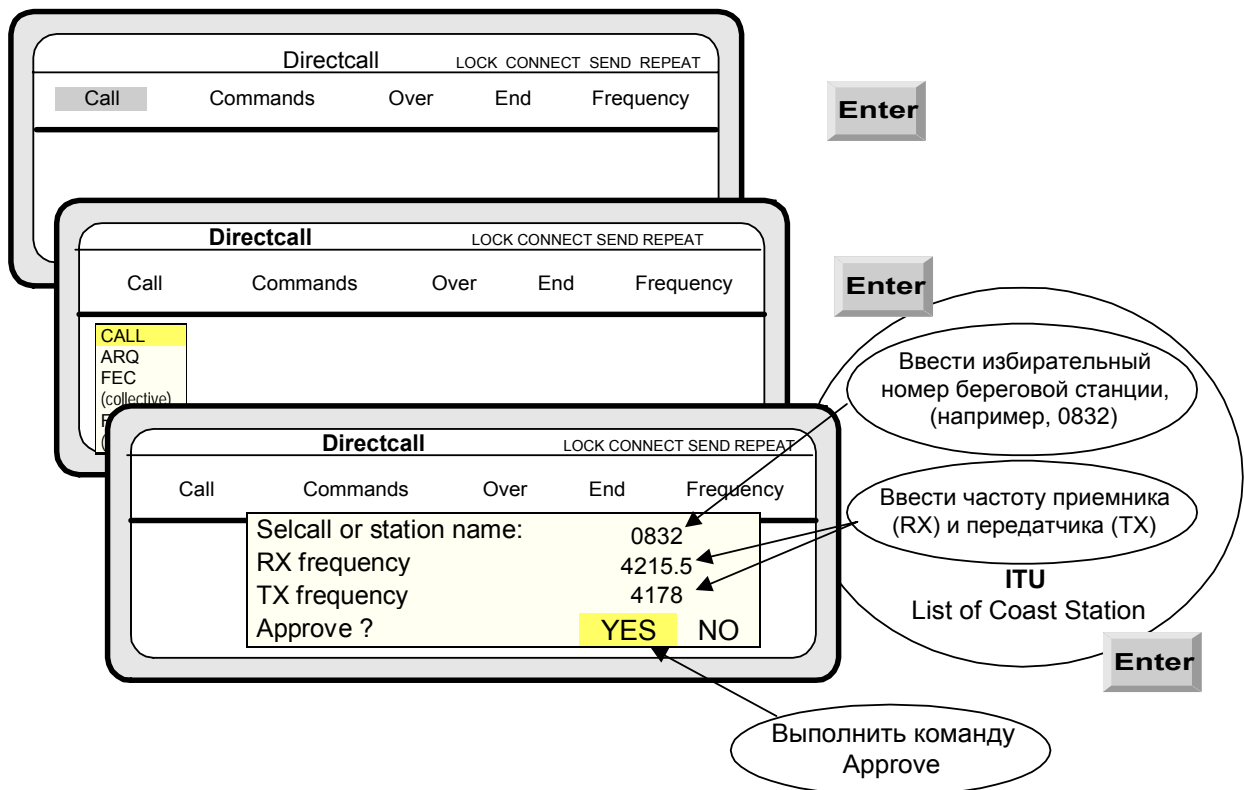 Directcall LOCK CONNECT SEND REPEAT
Call Commands Over End Frequency
Enter
Directcall LOCK CONNECT SEND REPEAT
Call Commands Over End Frequency
Enter
CALL
ARQ
FEC
(collective)
Ввести избирательный
номер береговой станции,
(например, 0832)
Directcall LOCK CONNECT SEND REPEAT
Call Commands Over End Frequency
Selcall or station name: 0832
RX frequency 4215.5
TX frequency 4178
Approve ? YES NO
Ввести частоту приемника
(RX) и передатчика (TX)
ITU
List of Coast Station
Enter
Выполнить команду
Approve